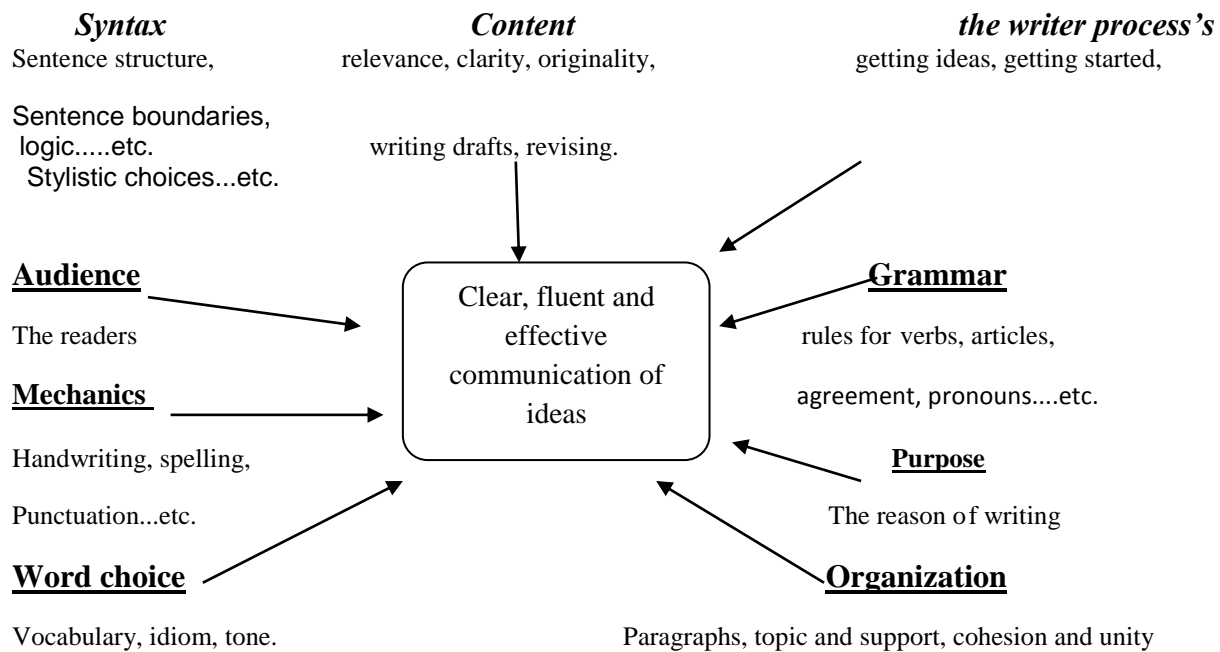 Syntax Content the writer process's
Sentence structure, relevance, clarity, originality, getting ideas, getting started,
Sentence boundaries,
logic.....etc. writing drafts, revising.
Stylistic choices...etc.
Audience
The readers
Mechanics
Handwriting, spelling,
Punctuation...etc.
Word choice
Vocabulary, idiom, tone.
Clear, fluent and
effective
communication of
ideas
Grammar
rules for verbs, articles,
agreement, pronouns....etc.
Purpose
The reason of writing
Organization
Paragraphs, topic and support, cohesion and unity